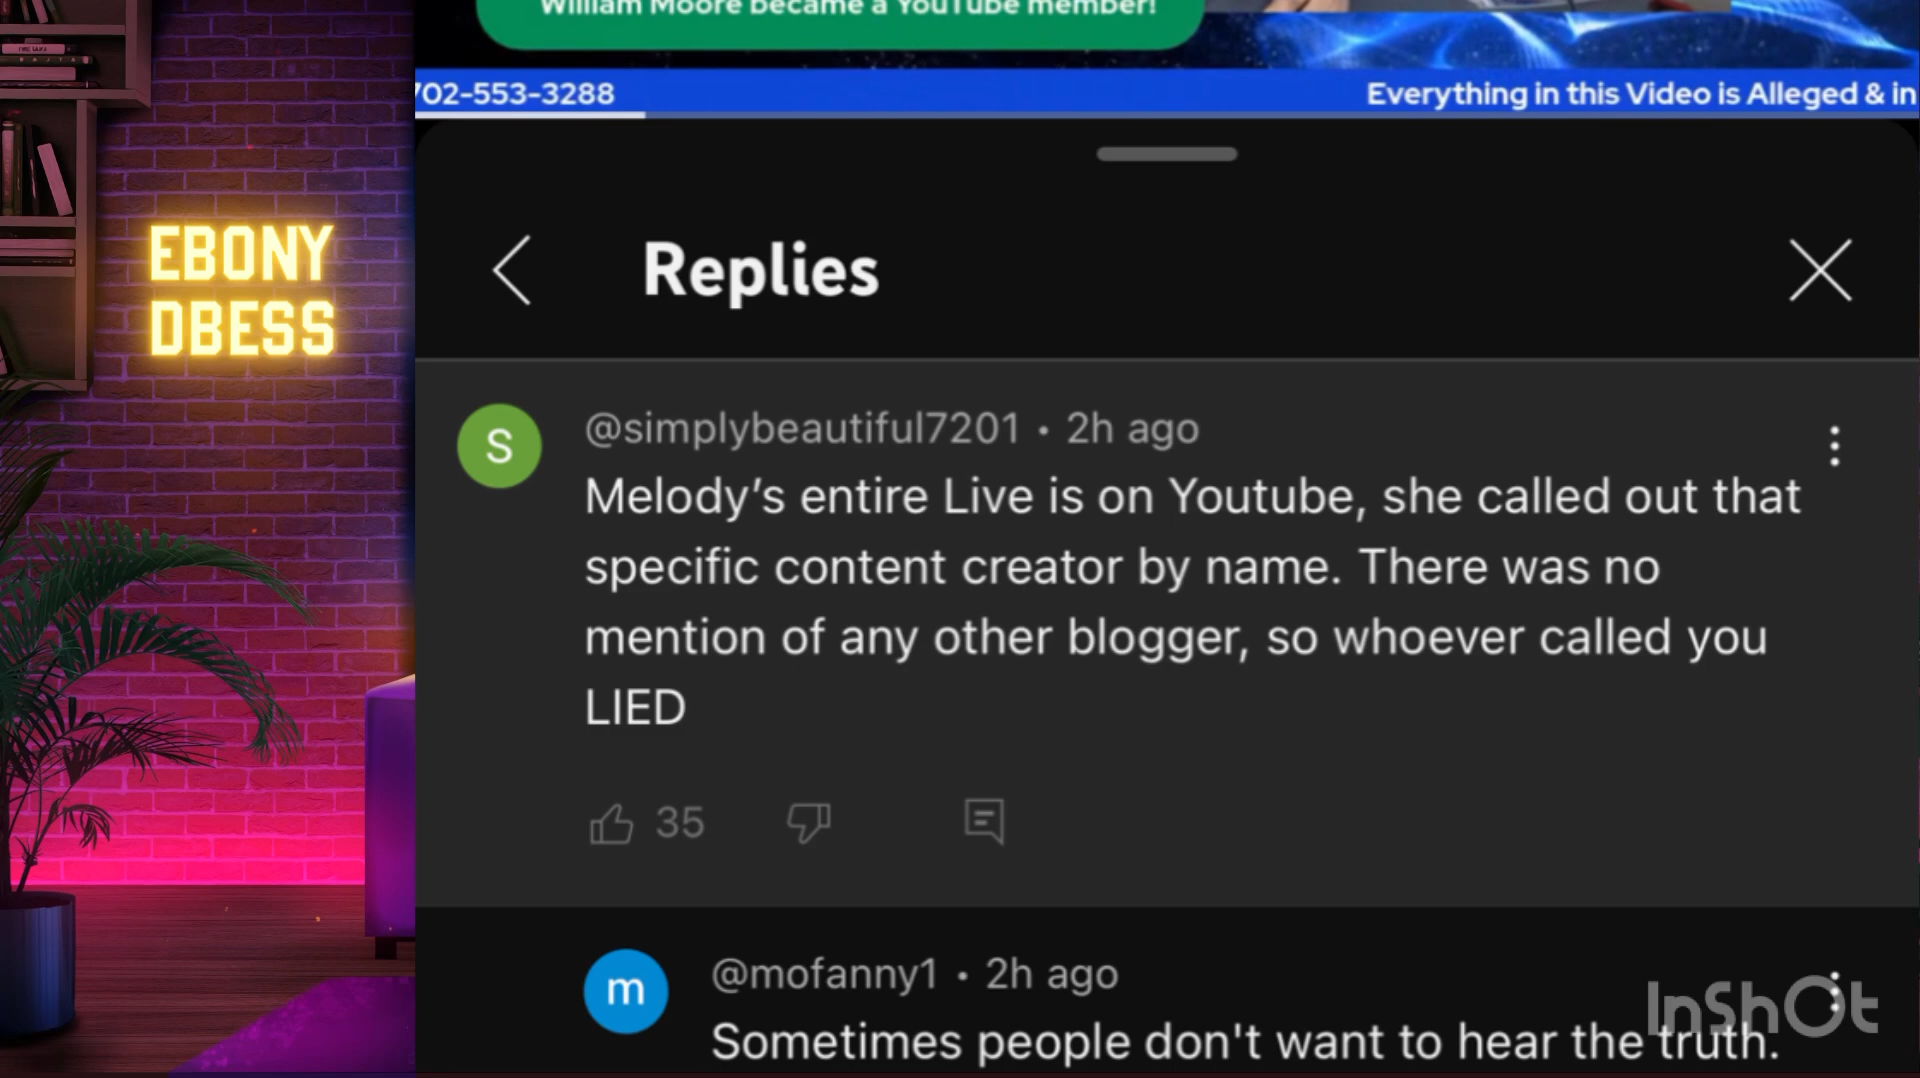 William Moore became a YouTube member!
702-553-3288
Everything in this Video is Alleged & in
EBONY
DBESS
Replies
S
@simplybeautiful7201 • 2h ago
Melody’s entire Live is on Youtube, she called out that
specific content creator by name. There was no
mention of any other blogger, so whoever called you
LIED
35
m
@mofanny1 • 2h ago
Sometimes people don't want to hear the truth.
InShOt